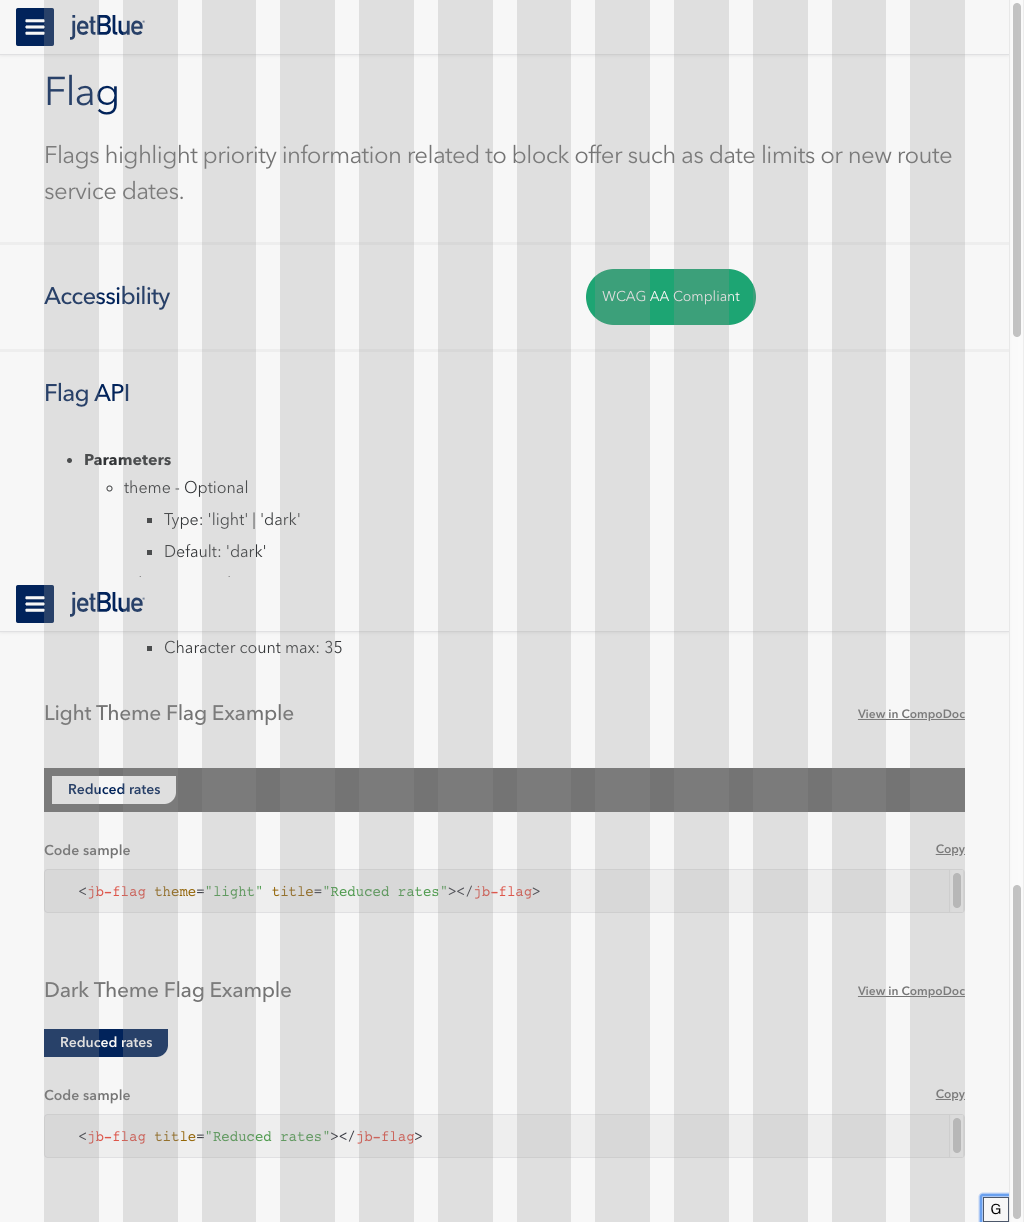 jetBlue
Flag
Flags highlight priority information related to block offer such as date limits or new route
service dates.
Accessibility
WCAG AA Compliant
Flag API
Parameters
theme - Optional
Type: 'light' | 'dark'
Default: 'dark'
jetBlue
Character count max: 35
Light Theme Flag Example
View in CompoDoc
Reduced rates
Code sample
Copy
<jb-flag theme="light" title="Reduced rates"></jb-flag>
Dark Theme Flag Example
View in CompoDoc
Reduced rates
Code sample
Copy
<jb-flag title="Reduced rates"></jb-flag>
G